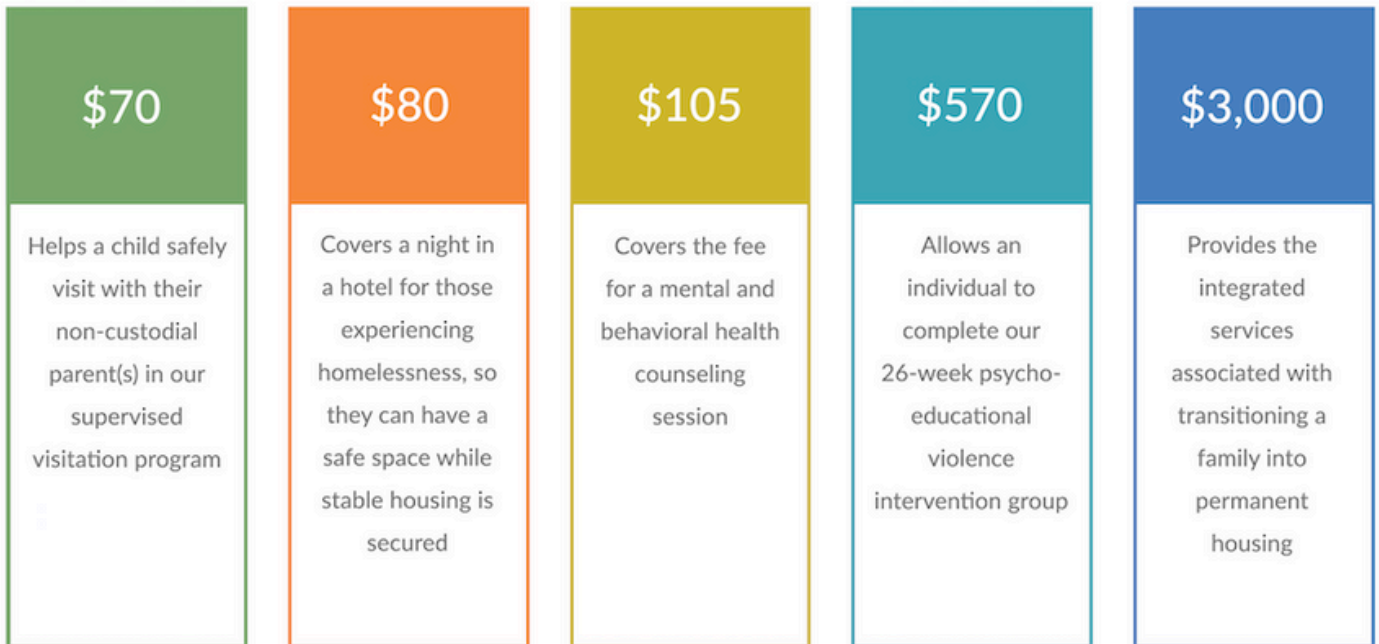 $70
Helps a child safely
visit with their
non-custodial
parent(s) in our
supervised
visitation program
$80
Covers a night in
a hotel for those
experiencing
homelessness, so
they can have a
safe space while
stable housing is
secured
$105
Covers the fee
for a mental and
behavioral health
counseling
session
$570
Allows an
individual to
complete our
26-week psycho-
educational
violence
intervention group
$3,000
Provides the
integrated
services
associated with
transitioning a
family into
permanent
housing